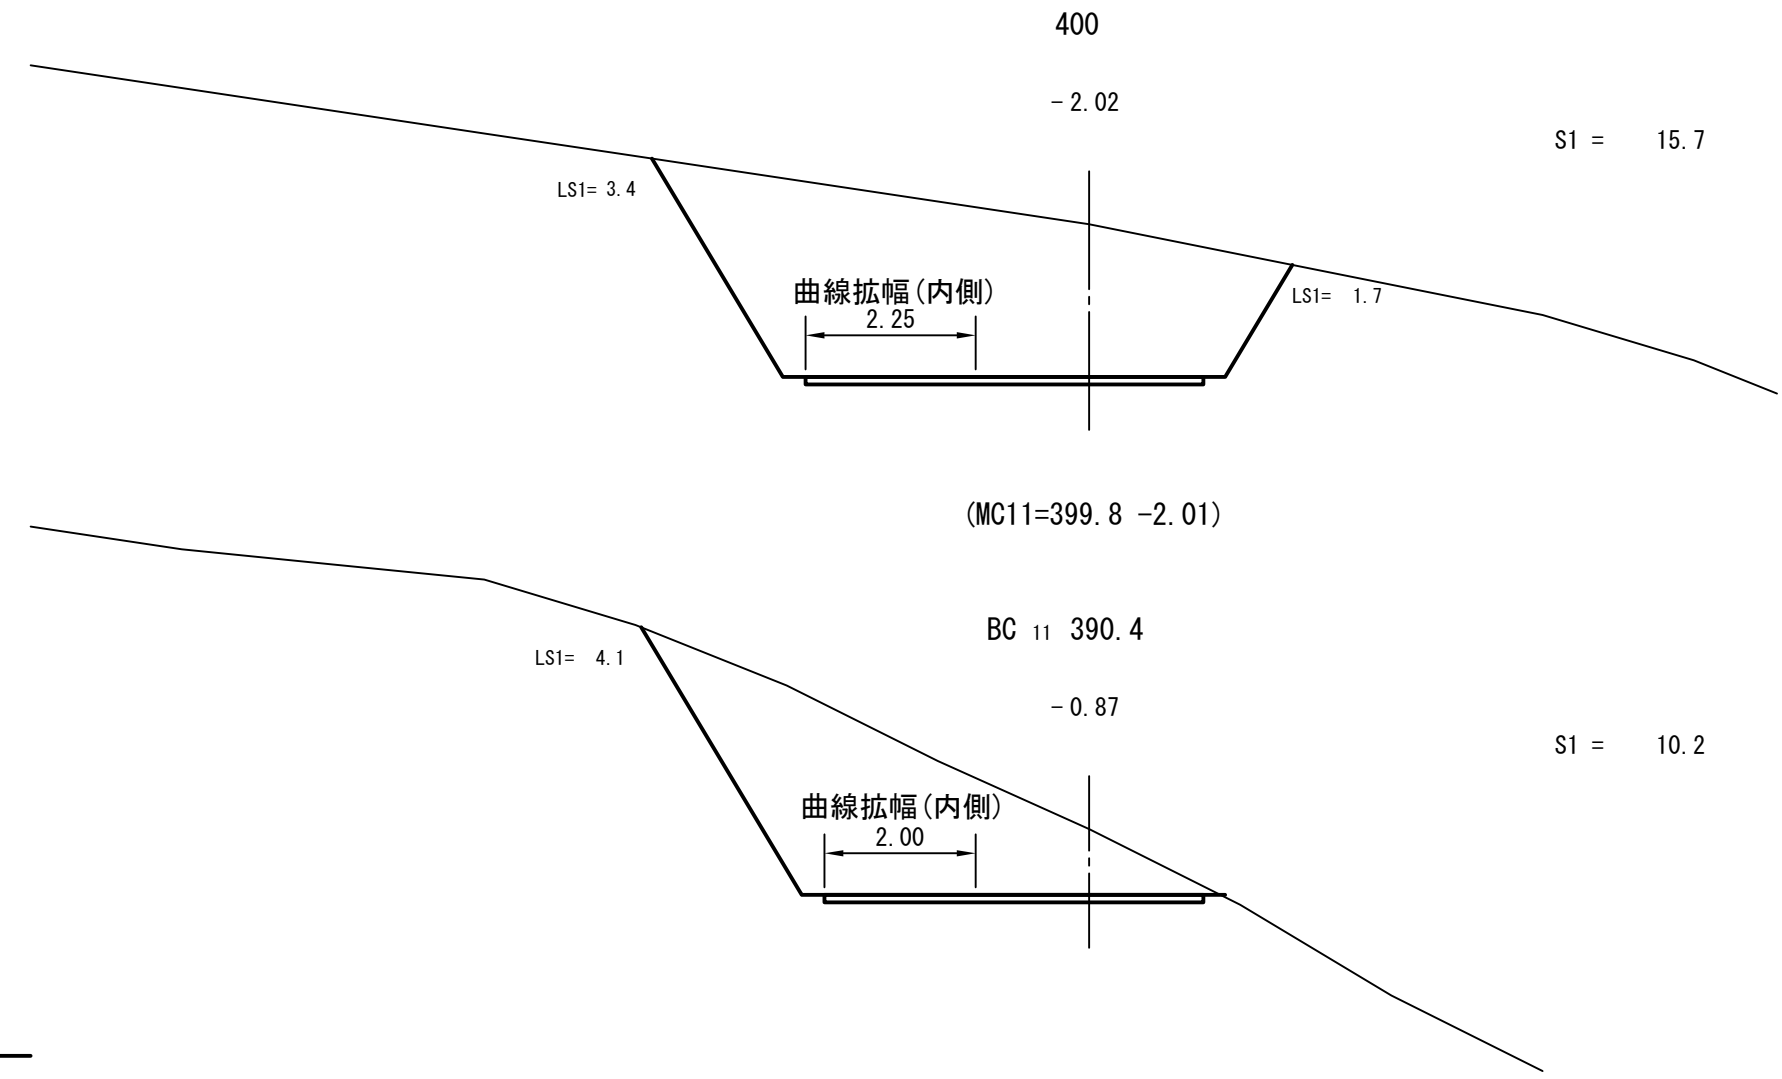 400
-2.02
S1 = 15.7
LS1= 3.4
曲線拡幅(内側)
LS1= 1.7
2.25
(MC11=399.8 -2.01)
BC 11 390.4
LS1= 4.1
-0.87
S1 = 10.2
曲線拡幅(内側)
2.00